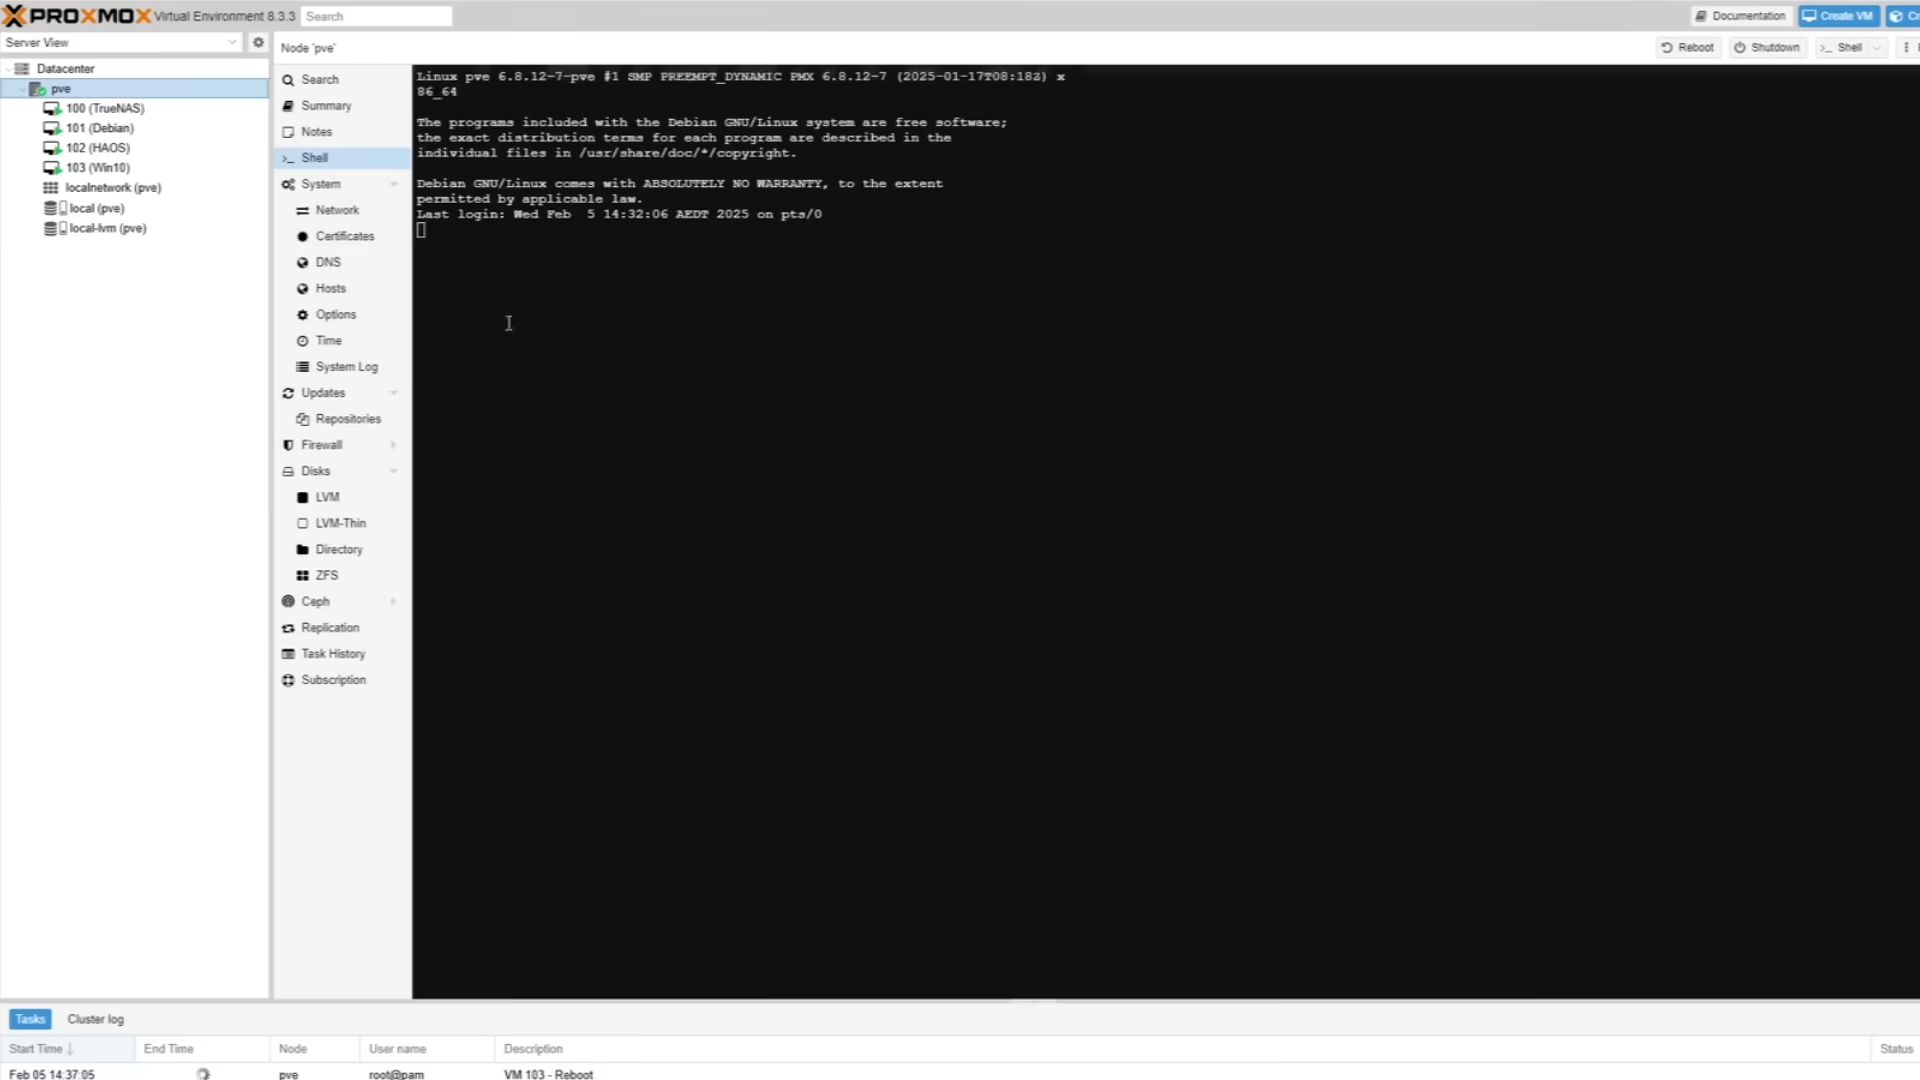 PROXMOX Virtual Environment 8.3.3 Search
Documentation Create VM
Server View
Node 'pve'
Reboot Shutdown >_ Shell
Datacenter
pve
100 (TrueNAS)
101 (Debian)
102 (HAOS)
103 (Win10)
localnetwork (pve)
local (pve)
local-lvm (pve)
Search
Summary
Notes
>_ Shell
System
Network
Certificates
DNS
Hosts
Options
Time
System Log
Updates
Repositories
Firewall
Disks
LVM
LVM-Thin
Directory
ZFS
Ceph
Replication
Task History
Subscription
Linux pve 6.8.12-7-pve #1 SMP PREEMPT_DYNAMIC PMX 6.8.12-7 (2025-01-17T08:18Z) x
86_64
The programs included with the Debian GNU/Linux system are free software;
the exact distribution terms for each program are described in the
individual files in /usr/share/doc/*/copyright.
Debian GNU/Linux comes with ABSOLUTELY NO WARRANTY, to the extent
permitted by applicable law.
Last login: Wed Feb  5 14:32:06 AEDT 2025 on pts/0
Tasks Cluster log
Start Time ↓ End Time Node User name Description Status
Feb 05 14:37:05 pve root@pam VM 103 - Reboot